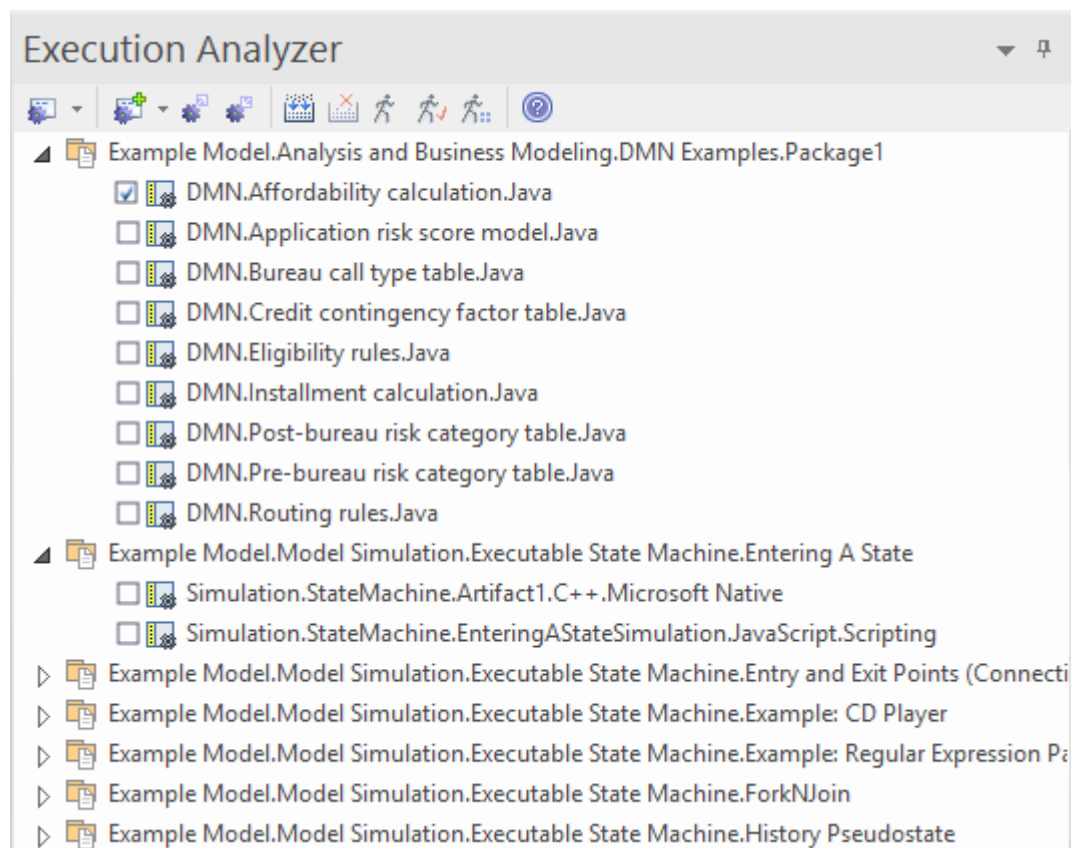 Execution Analyzer
Example Model.Analysis and Business Modeling.DMN Examples.Package1
DMN.Affordability calculation.Java
DMN.Application risk score model.Java
DMN.Bureau call type table.Java
DMN.Credit contingency factor table.Java
DMN.Eligibility rules.Java
DMN.Installment calculation.Java
DMN.Post-bureau risk category table.Java
DMN.Pre-bureau risk category table.Java
DMN.Routing rules.Java
Example Model.Model Simulation.Executable State Machine.Entering A State
Simulation.StateMachine.Artifact1.C++.Microsoft Native
Simulation.StateMachine.EnteringAStateSimulation.JavaScript.Scripting
Example Model.Model Simulation.Executable State Machine.Entry and Exit Points (Connecti
Example Model.Model Simulation.Executable State Machine.Example: CD Player
Example Model.Model Simulation.Executable State Machine.Example: Regular Expression Pa
Example Model.Model Simulation.Executable State Machine.ForkNJoin
Example Model.Model Simulation.Executable State Machine.History Pseudostate